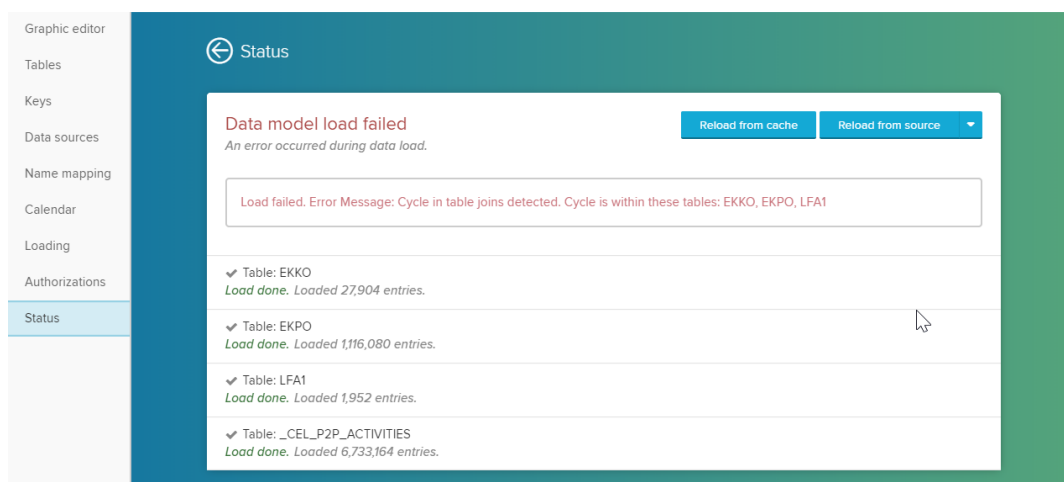 Graphic editor
Tables
Keys
Data sources
Name mapping
Calendar
Loading
Authorizations
Status
Status
Data model load failed
An error occurred during data load.
Reload from cache
Reload from source
Load failed. Error Message: Cycle in table joins detected. Cycle is within these tables: EKKO, EKPO, LFA1
Table: EKKO
Load done. Loaded 27,904 entries.
Table: EKPO
Load done. Loaded 1,116,080 entries.
Table: LFA1
Load done. Loaded 1,952 entries.
Table: _CEL_P2P_ACTIVITIES
Load done. Loaded 6,733,164 entries.